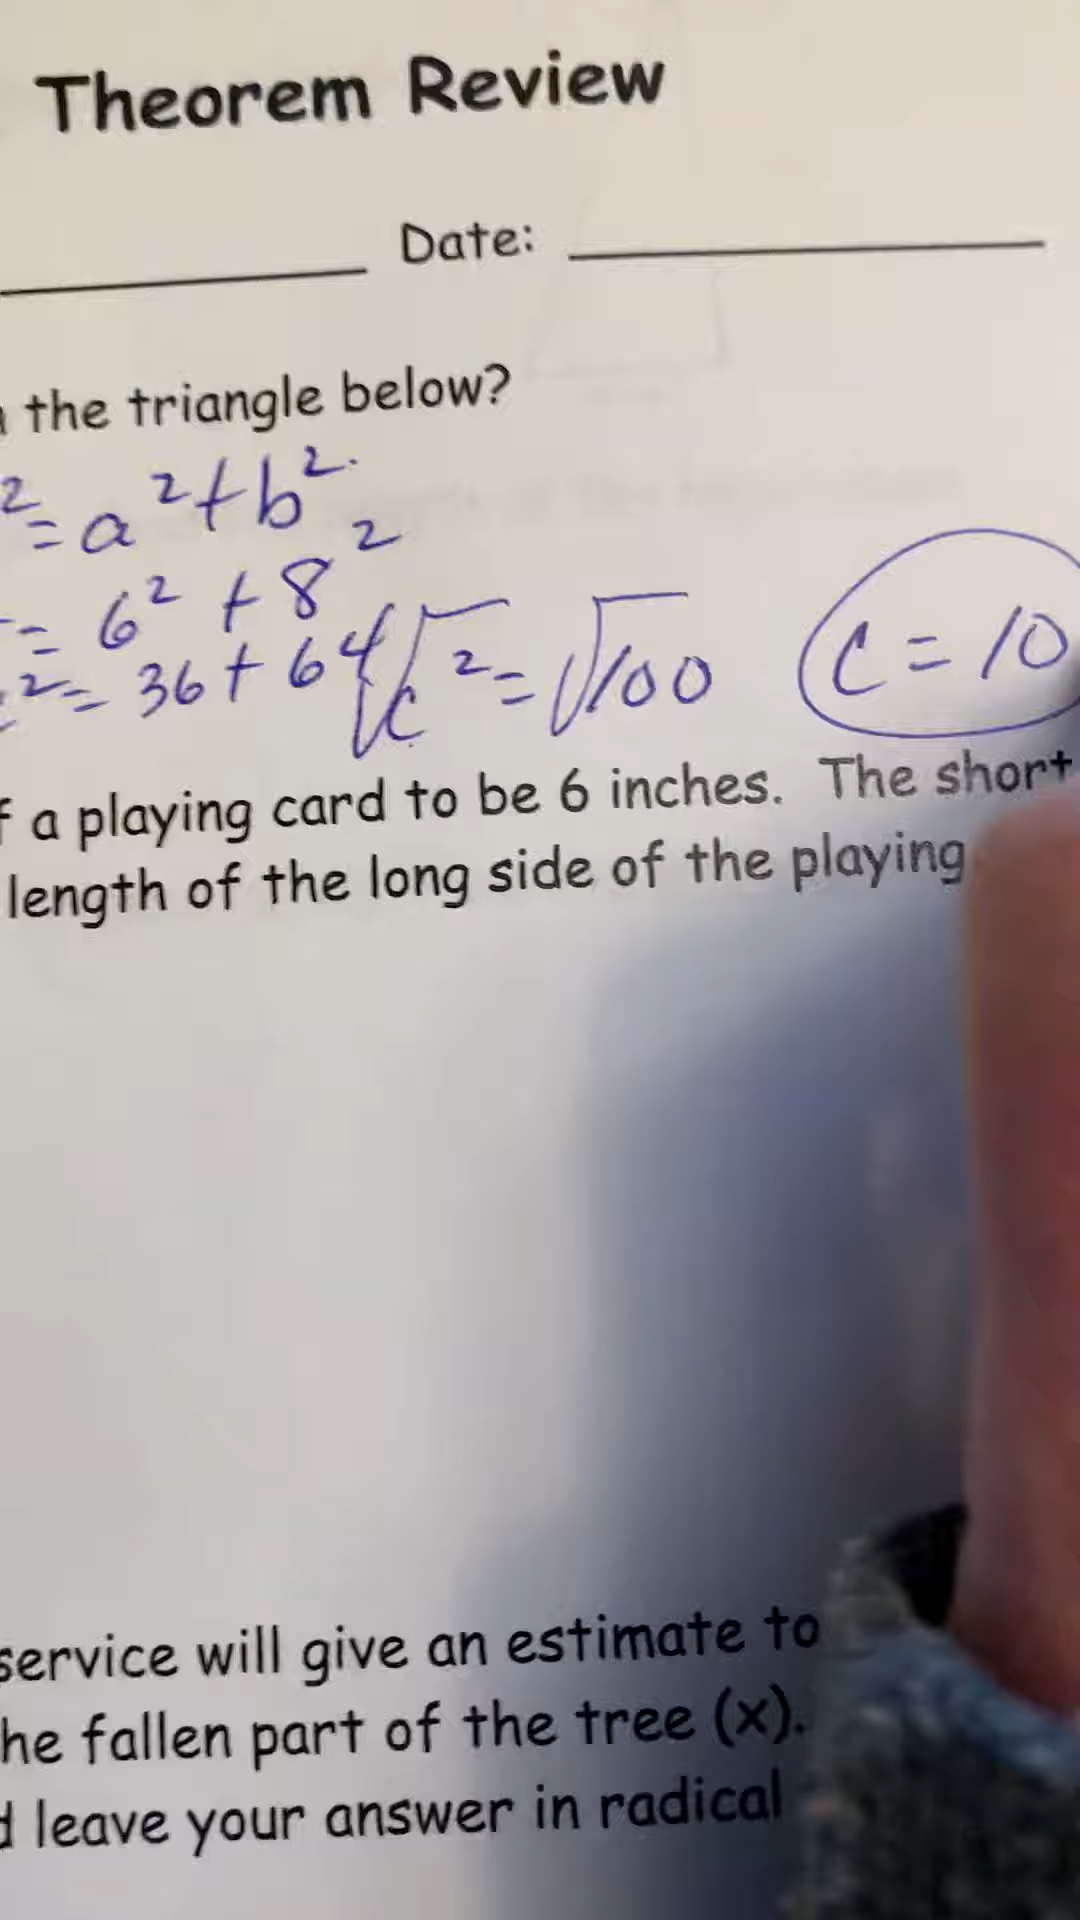 Theorem Review
Date:
the triangle below?
²= a²+b²
= 6² + 8²
²= 36 + 64 √c² = √100 c = 10
a playing card to be 6 inches. The short
length of the long side of the playing
service will give an estimate to
he fallen part of the tree (x).
leave your answer in radical